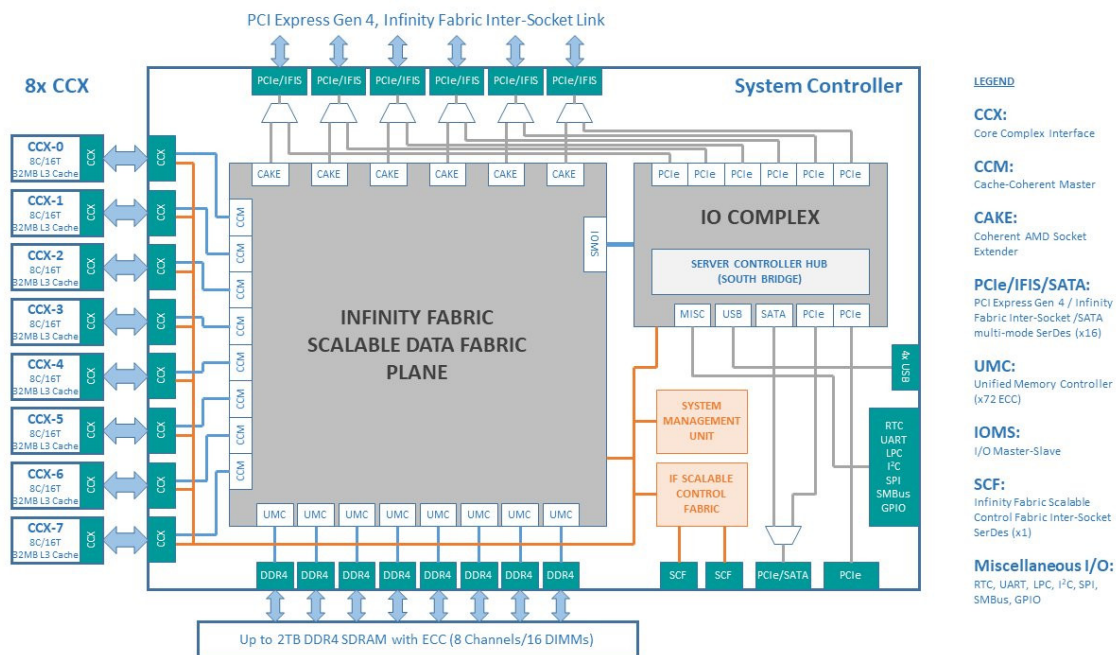 PCI Express Gen 4, Infinity Fabric Inter-Socket Link
8x CCX
System Controller
PCIe/IFIS PCIe/IFIS PCIe/IFIS PCIe/IFIS PCIe/IFIS PCIe/IFIS
CCX-0
8C/16T
32MB L3 Cache
CCX
CCX
CCX-1
8C/16T
32MB L3 Cache
CCX
CCX
CCX-2
8C/16T
32MB L3 Cache
CCX
CCX
CCX-3
8C/16T
32MB L3 Cache
CCX
CCX
CCX-4
8C/16T
32MB L3 Cache
CCX
CCX
CCX-5
8C/16T
32MB L3 Cache
CCX
CCX
CCX-6
8C/16T
32MB L3 Cache
CCX
CCX
CCX-7
8C/16T
32MB L3 Cache
CCX
CCX
CAKE CAKE CAKE CAKE CAKE CAKE
CCM
CCM
CCM
CCM
CCM
CCM
CCM
CCM
INFINITY FABRIC
SCALABLE DATA FABRIC
PLANE
IOMS
UMC UMC UMC UMC UMC UMC UMC UMC
DDR4 DDR4 DDR4 DDR4 DDR4 DDR4 DDR4 DDR4
Up to 2TB DDR4 SDRAM with ECC (8 Channels/16 DIMMs)
PCIe PCIe PCIe PCIe PCIe PCIe
IO COMPLEX
SERVER CONTROLLER HUB
(SOUTH BRIDGE)
MISC USB SATA PCIe PCIe
4x USB
SYSTEM
MANAGEMENT
UNIT
IF SCALABLE
CONTROL
FABRIC
RTC
UART
LPC
I²C
SPI
SMBus
GPIO
SCF SCF PCIe/SATA PCIe
LEGEND
CCX:
Core Complex Interface
CCM:
Cache-Coherent Master
CAKE:
Coherent AMD Socket
Extender
PCIe/IFIS/SATA:
PCI Express Gen 4 / Infinity
Fabric Inter-Socket /SATA
multi-mode SerDes (x16)
UMC:
Unified Memory Controller
(x72 ECC)
IOMS:
I/O Master-Slave
SCF:
Infinity Fabric Scalable
Control Fabric Inter-Socket
SerDes (x1)
Miscellaneous I/O:
RTC, UART, LPC, I²C, SPI,
SMBus, GPIO